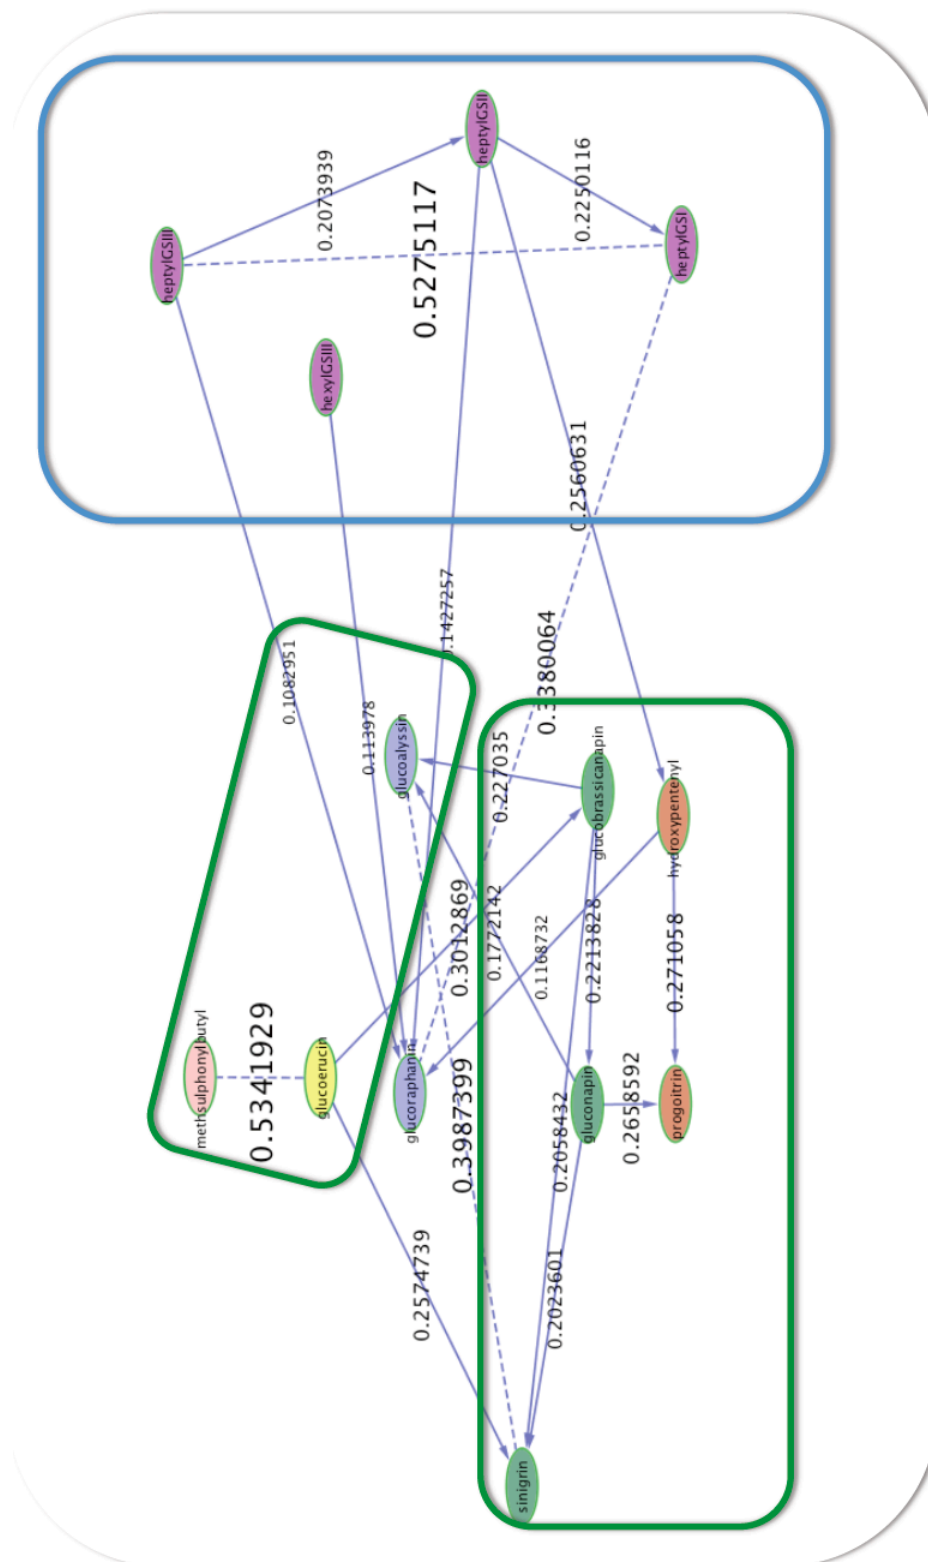 heptylGSII
0.2073939
0.2250116
0.5275117
heptylGSIII
heptylGSI
hexylGSIII
0.2560631
0.1427257
0.3380064
0.1082951
0.113978
glucoalyssin
0.227035
glucobrassicanapin
hydroxypentenyl
0.3012869
0.1772142
0.1168732
0.2213828
0.271058
methsulphonylbutyl
0.5341929
glucoerucin
glucoraphanin
0.3987399
0.2058432
gluconapin
0.2658592
progoitrin
0.2574739
0.2023601
sinigrin